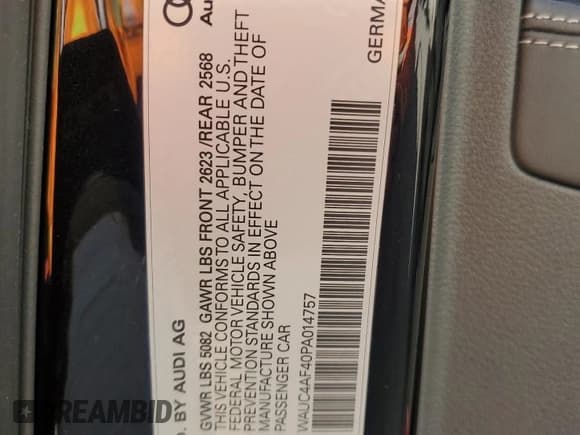 Au
GERMA
D. BY AUDI AG
GVWR LBS 5082 GAWR LBS FRONT 2623 /REAR 2568
THIS VEHICLE CONFORMS TO ALL APPLICABLE U.S.
FEDERAL MOTOR VEHICLE SAFETY, BUMPER AND THEFT
PREVENTION STANDARDS IN EFFECT ON THE DATE OF
MANUFACTURE SHOWN ABOVE
PASSENGER CAR
WAUC4AF40PA014757
DREAMBID